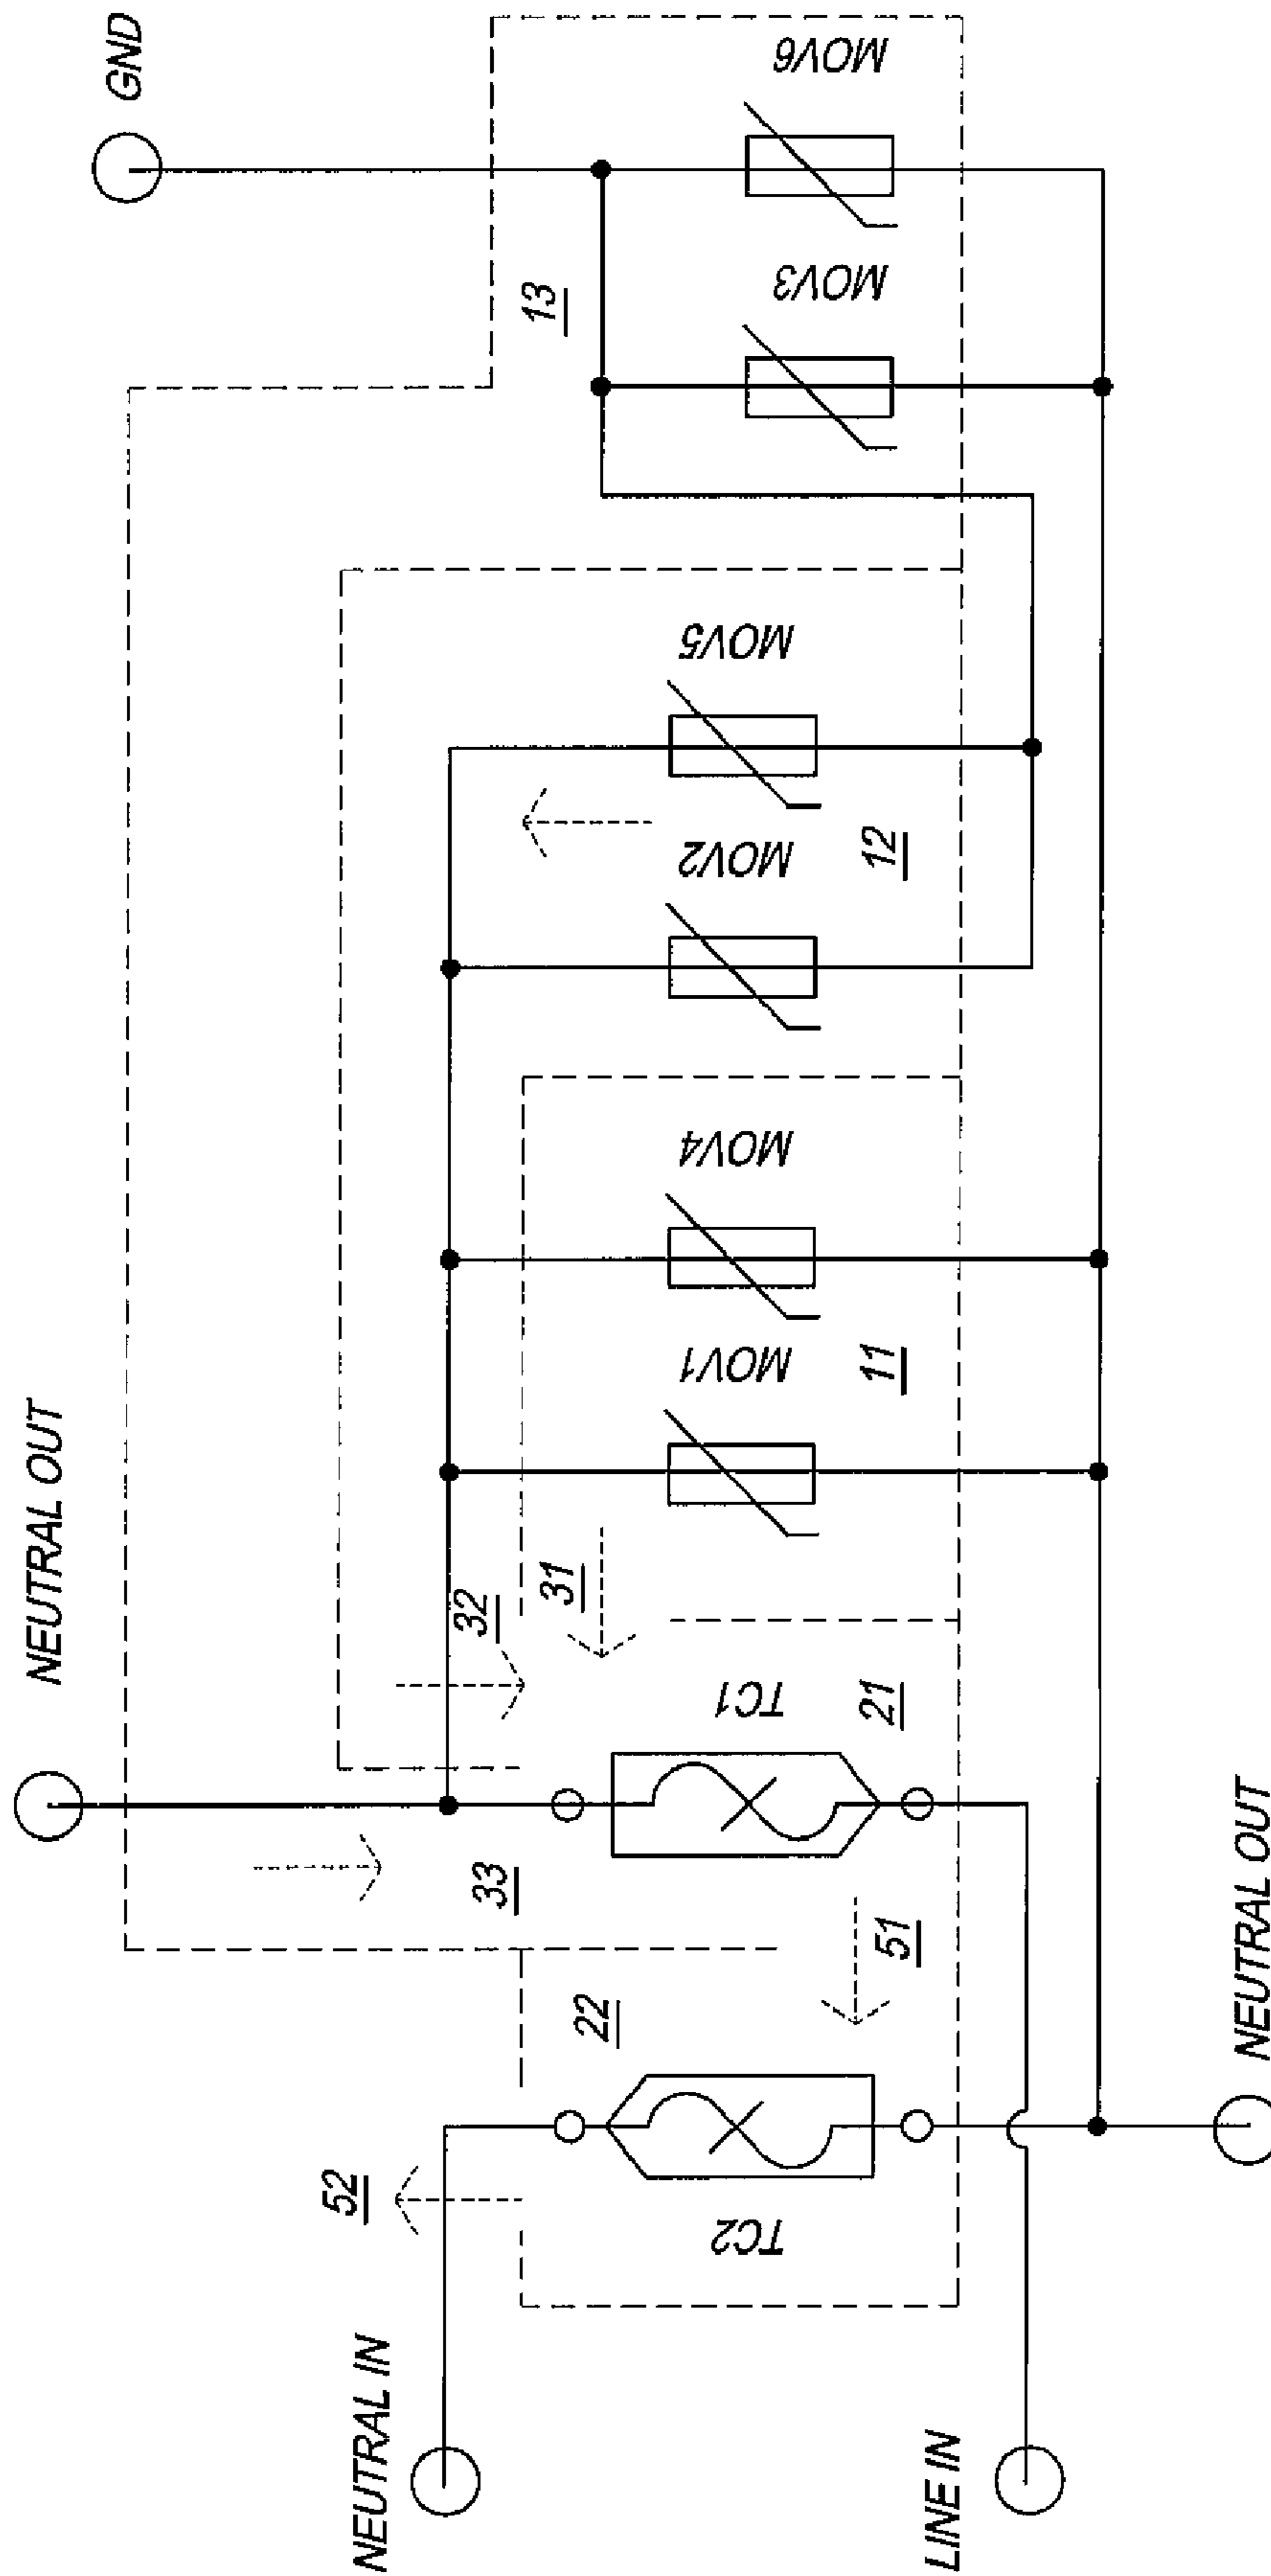 NEUTRAL OUT
GND
13
MOV6
MOV3
MOV5
MOV2
12
MOV4
MOV1
11
32
31
TC1
21
33
51
22
52
TC2
NEUTRAL IN
LINE IN
NEUTRAL OUT